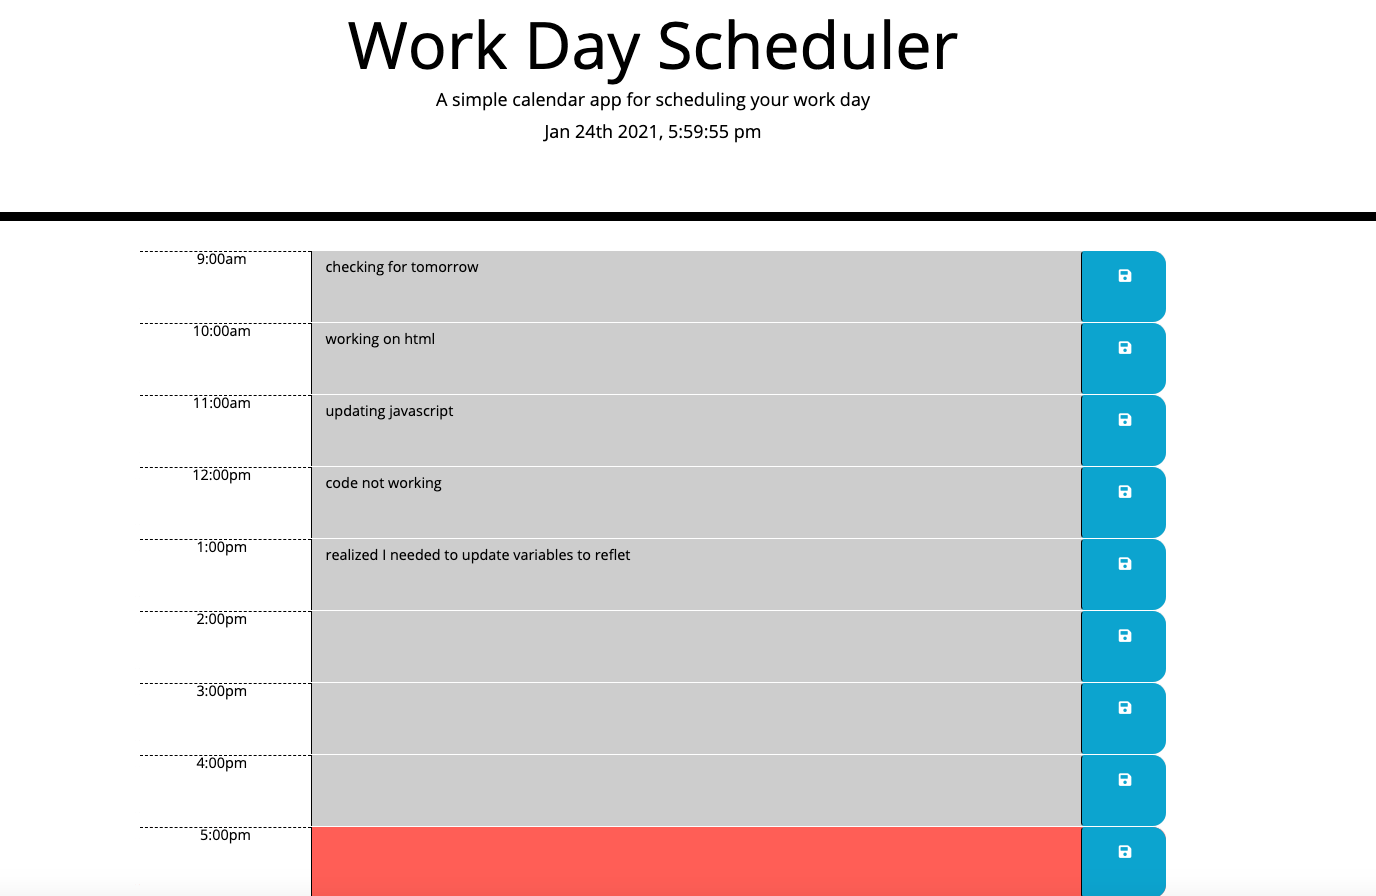 Work Day Scheduler
A simple calendar app for scheduling your work day
Jan 24th 2021, 5:59:55 pm
9:00am checking for tomorrow
10:00am working on html
11:00am updating javascript
12:00pm code not working
1:00pm realized I needed to update variables to reflet
2:00pm
3:00pm
4:00pm
5:00pm